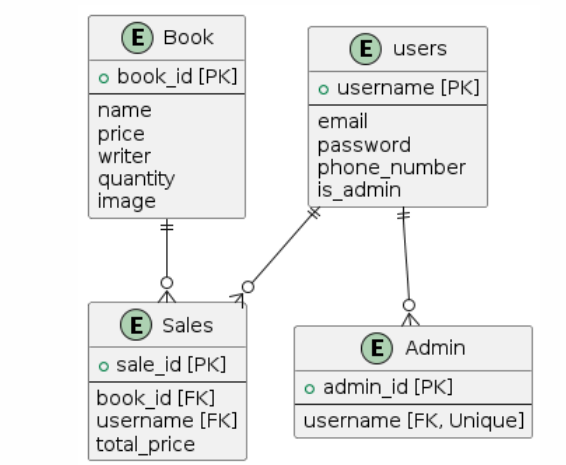 E Book
book_id [PK]
name
price
writer
quantity
image
E users
username [PK]
email
password
phone_number
is_admin
E Sales
sale_id [PK]
book_id [FK]
username [FK]
total_price
E Admin
admin_id [PK]
username [FK, Unique]